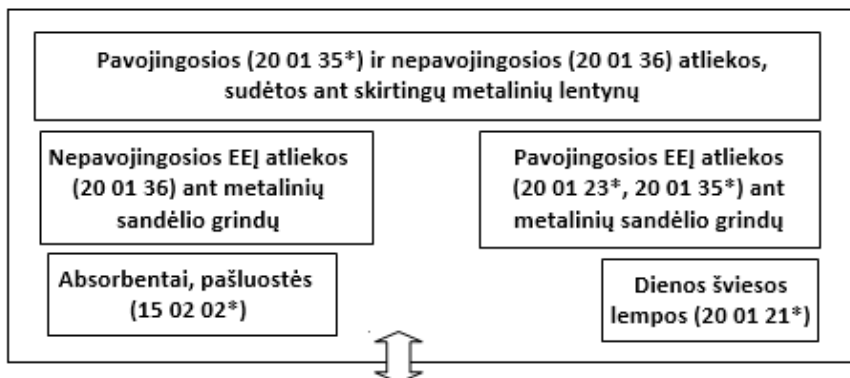 Pavojingosios (20 01 35*) ir nepavojingosios (20 01 36) atliekos,
sudėtos ant skirtingų metalinių lentynų
Nepavojingosios EEĮ atliekos
(20 01 36) ant metalinių
sandėlio grindų
Pavojingosios EEĮ atliekos
(20 01 23*, 20 01 35*) ant
metalinių sandėlio grindų
Absorbentai, pašluostės
(15 02 02*)
Dienos šviesos
lempos (20 01 21*)